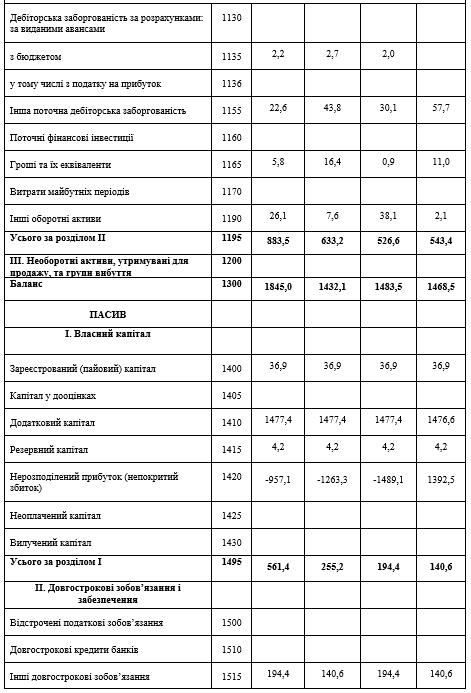 Дебіторська заборгованість за розрахунками: 1130
за виданими авансами
з бюджетом 1135 2,2 2,7 2,0
у тому числі з податку на прибуток 1136
Інша поточна дебіторська заборгованість 1155 22,6 43,8 30,1 57,7
Поточні фінансові інвестиції 1160
Гроші та їх еквіваленти 1165 5,8 16,4 0,9 11,0
Витрати майбутніх періодів 1170
Інші оборотні активи 1190 26,1 7,6 38,1 2,1
Усього за розділом II 1195 883,5 633,2 526,6 543,4
III. Необоротні активи, утримувані для 1200
продажу, та групи вибуття
Баланс 1300 1845,0 1432,1 1483,5 1468,5
ПАСИВ
I. Власний капітал
Зареєстрований (пайовий) капітал 1400 36,9 36,9 36,9 36,9
Капітал у дооцінках 1405
Додатковий капітал 1410 1477,4 1477,4 1477,4 1476,6
Резервний капітал 1415 4,2 4,2 4,2 4,2
Нерозподілений прибуток (непокритий 1420 -957,1 -1263,3 -1489,1 1392,5
збиток)
Неоплачений капітал 1425
Вилучений капітал 1430
Усього за розділом I 1495 561,4 255,2 194,4 140,6
II. Довгострокові зобов’язання і
забезпечення
Відстрочені податкові зобов’язання 1500
Довгострокові кредити банків 1510
Інші довгострокові зобов’язання 1515 194,4 140,6 194,4 140,6